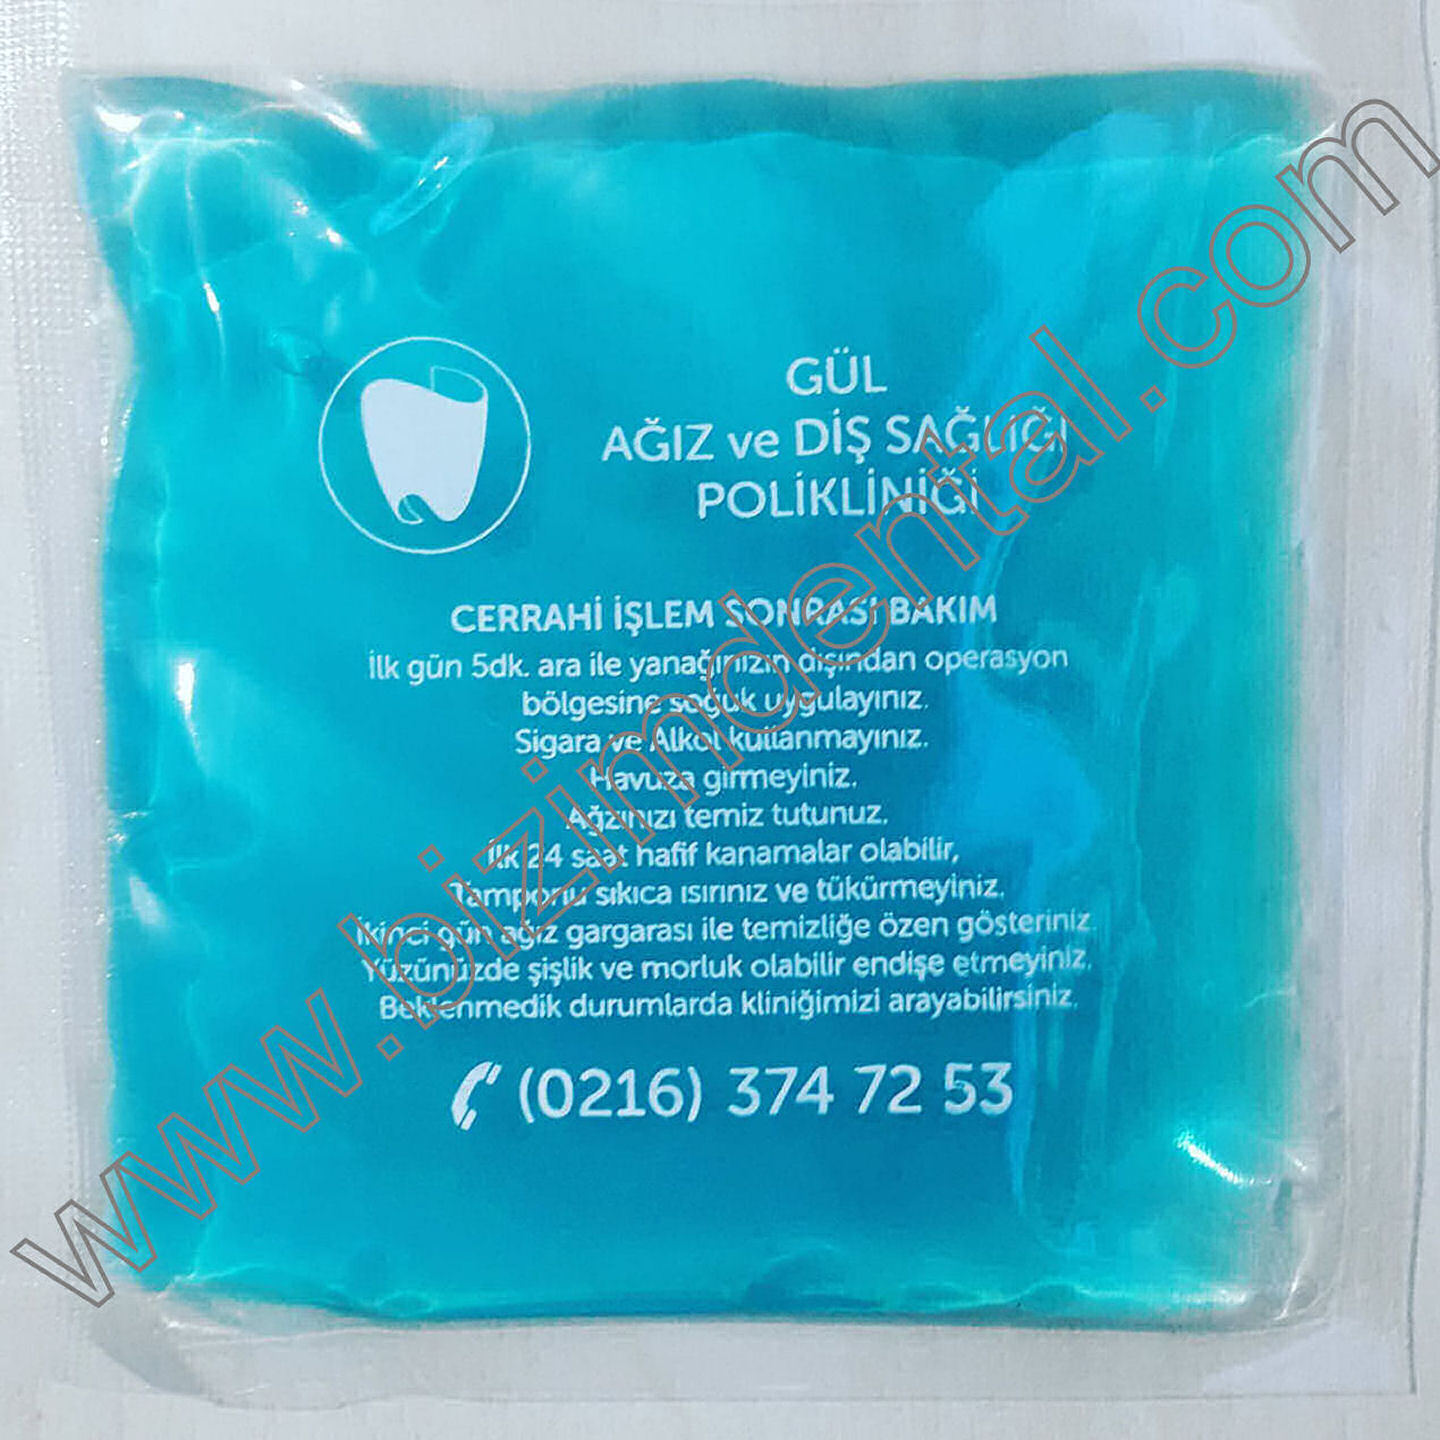 GÜL
AĞIZ ve DİŞ SAĞLIĞI
POLİKLİNİĞİ
CERRAHİ İŞLEM SONRASI BAKIM
İlk gün 5dk. ara ile yanağınızın dışından operasyon
bölgesine soğuk uygulayınız.
Sigara ve Alkol kullanmayınız.
Havuza girmeyiniz.
Ağzınızı temiz tutunuz.
İlk 24 saat hafif kanamalar olabilir,
Tamponu sıkıca ısırınız ve tükürmeyiniz.
İkinci gün ağız gargarası ile temizliğe özen gösteriniz.
Yüzünüzde şişlik ve morluk olabilir endişe etmeyiniz.
Beklenmedik durumlarda kliniğimizi arayabilirsiniz.
(0216) 374 72 53
www.bizimdental.com